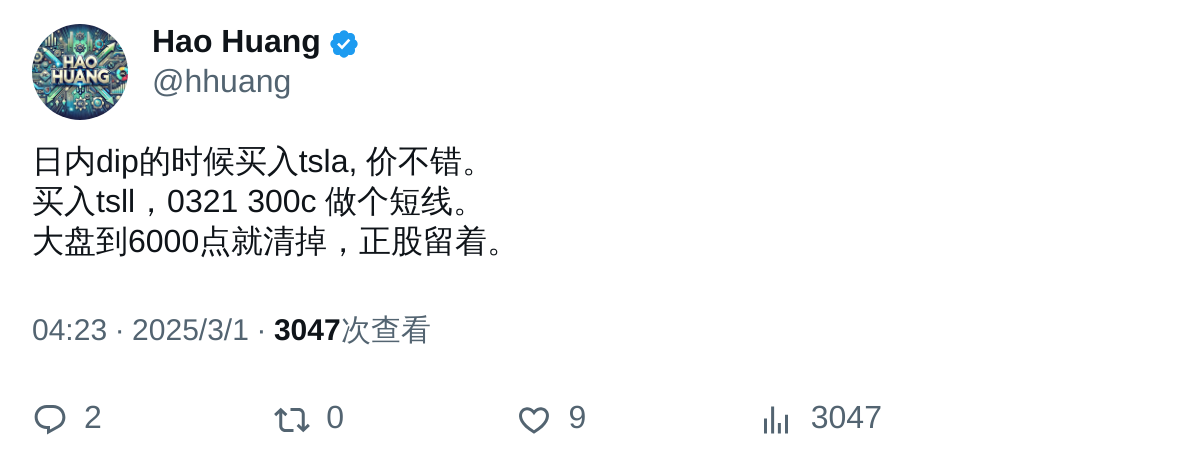 HAO
HUANG
Hao Huang
@hhuang
日内dip的时候买入tsla, 价不错。
买入tsll，0321 300c 做个短线。
大盘到6000点就清掉，正股留着。
04:23 · 2025/3/1 · 3047次查看
2 0 9 3047